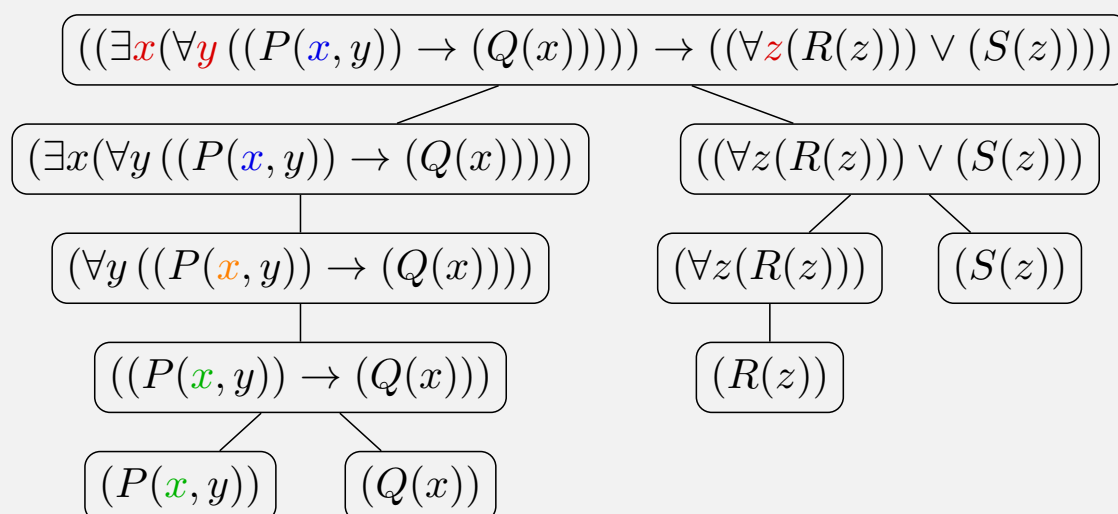 ((∃x(∀y ((P(x, y)) → (Q(x))))) → ((∀z(R(z))) ∨ (S(z))))
(∃x(∀y ((P(x, y)) → (Q(x)))))
((∀z(R(z))) ∨ (S(z)))
(∀y ((P(x, y)) → (Q(x))))
(∀z(R(z)))
(S(z))
((P(x, y)) → (Q(x)))
(R(z))
(P(x, y))
(Q(x))